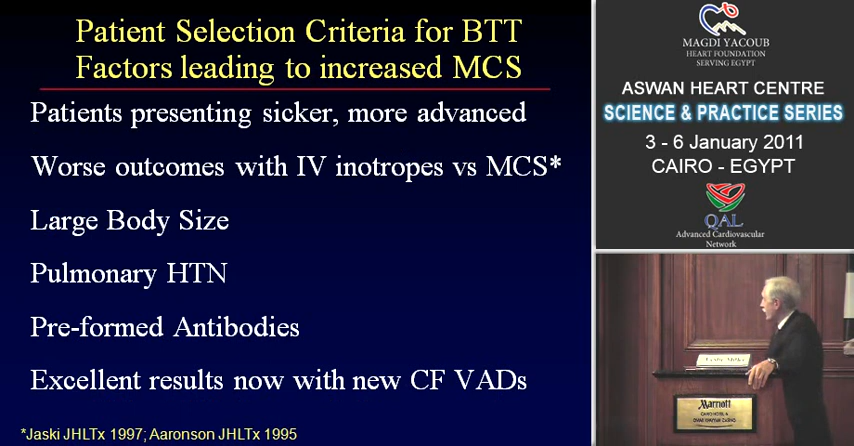 Patient Selection Criteria for BTT
Factors leading to increased MCS
Patients presenting sicker, more advanced
Worse outcomes with IV inotropes vs MCS*
Large Body Size
Pulmonary HTN
Pre-formed Antibodies
Excellent results now with new CF VADs
*Jaski JHLTx 1997; Aaronson JHLTx 1995
MAGDI YACOUB
HEART FOUNDATION
SERVING EGYPT
ASWAN HEART CENTRE
SCIENCE & PRACTICE SERIES
3 - 6 January 2011
CAIRO - EGYPT
QAL
Advanced Cardiovascular
Network
Marriott